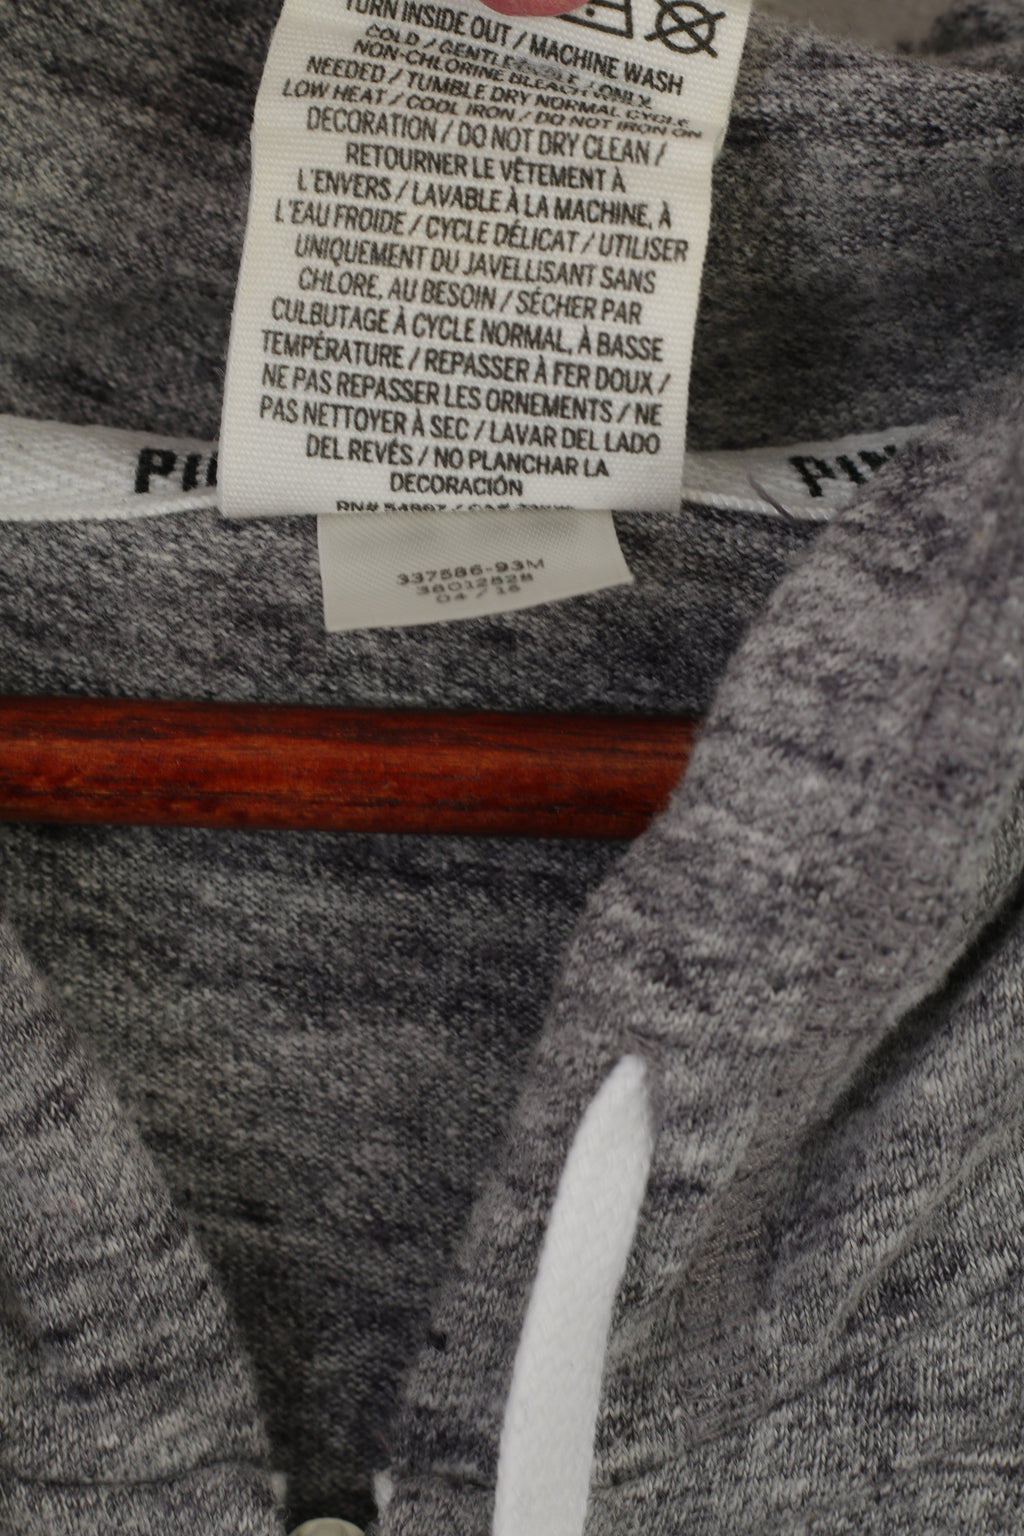 TURN INSIDE OUT / MACHINE WASH
COLD / GENTLE CYCLE / ONLY
NON-CHLORINE BLEACH
NEEDED / TUMBLE DRY NORMAL CYCLE
LOW HEAT / COOL IRON / DO NOT IRON ON
DECORATION / DO NOT DRY CLEAN /
RETOURNER LE VÊTEMENT À
L'ENVERS / LAVABLE À LA MACHINE, À
L'EAU FROIDE / CYCLE DÉLICAT / UTILISER
UNIQUEMENT DU JAVELLISANT SANS
CHLORE, AU BESOIN / SÉCHER PAR
CULBUTAGE À CYCLE NORMAL, À BASSE
TEMPÉRATURE / REPASSER À FER DOUX /
NE PAS REPASSER LES ORNEMENTS / NE
PAS NETTOYER À SEC / LAVAR DEL LADO
DEL REVÉS / NO PLANCHAR LA
DECORACIÓN
RN#
PI
PIN
337586-93M
38012828
04 / 16